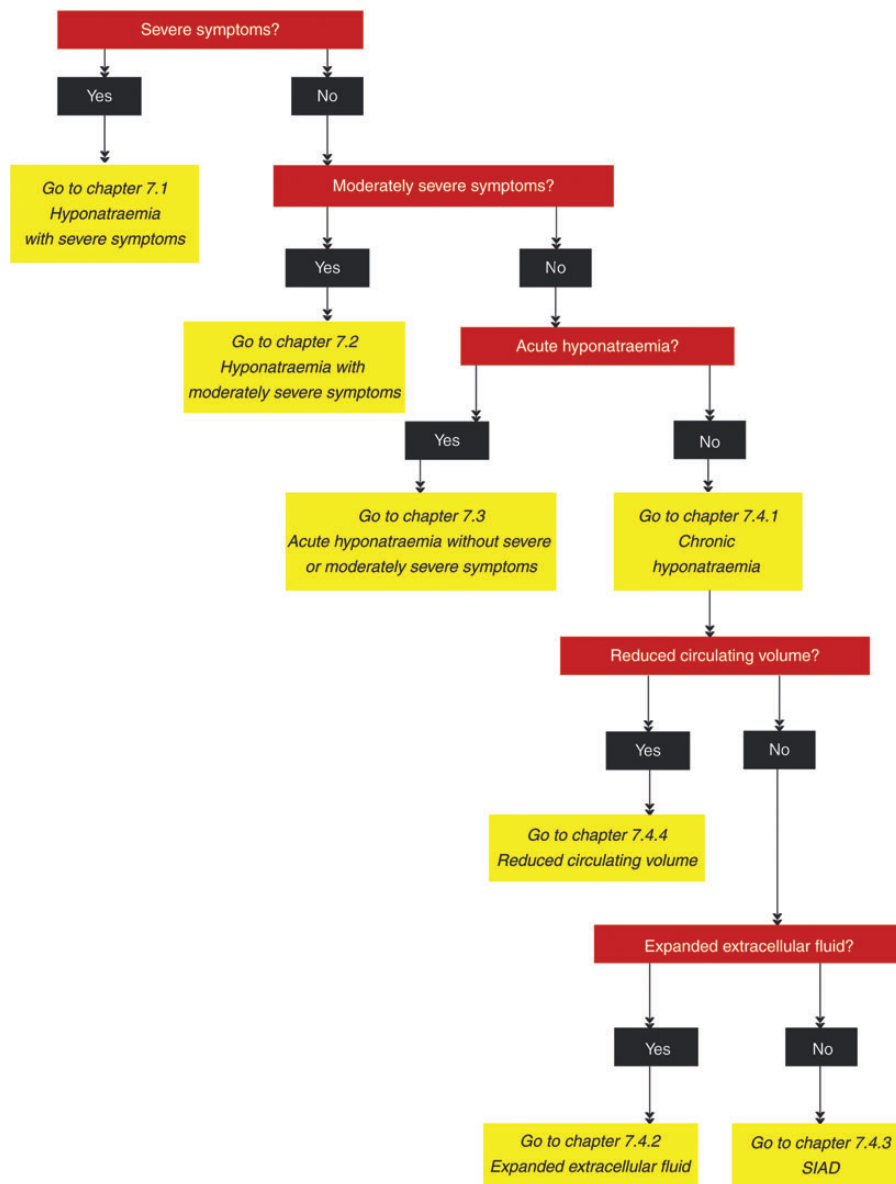 Severe symptoms?
Yes
No
Go to chapter 7.1
Hyponatraemia
with severe symptoms
Moderately severe symptoms?
Yes
No
Go to chapter 7.2
Hyponatraemia with
moderately severe symptoms
Acute hyponatraemia?
Yes
No
Go to chapter 7.3
Acute hyponatraemia without severe
or moderately severe symptoms
Go to chapter 7.4.1
Chronic
hyponatraemia
Reduced circulating volume?
Yes
No
Go to chapter 7.4.4
Reduced circulating volume
Expanded extracellular fluid?
Yes
No
Go to chapter 7.4.2
Expanded extracellular fluid
Go to chapter 7.4.3
SIAD